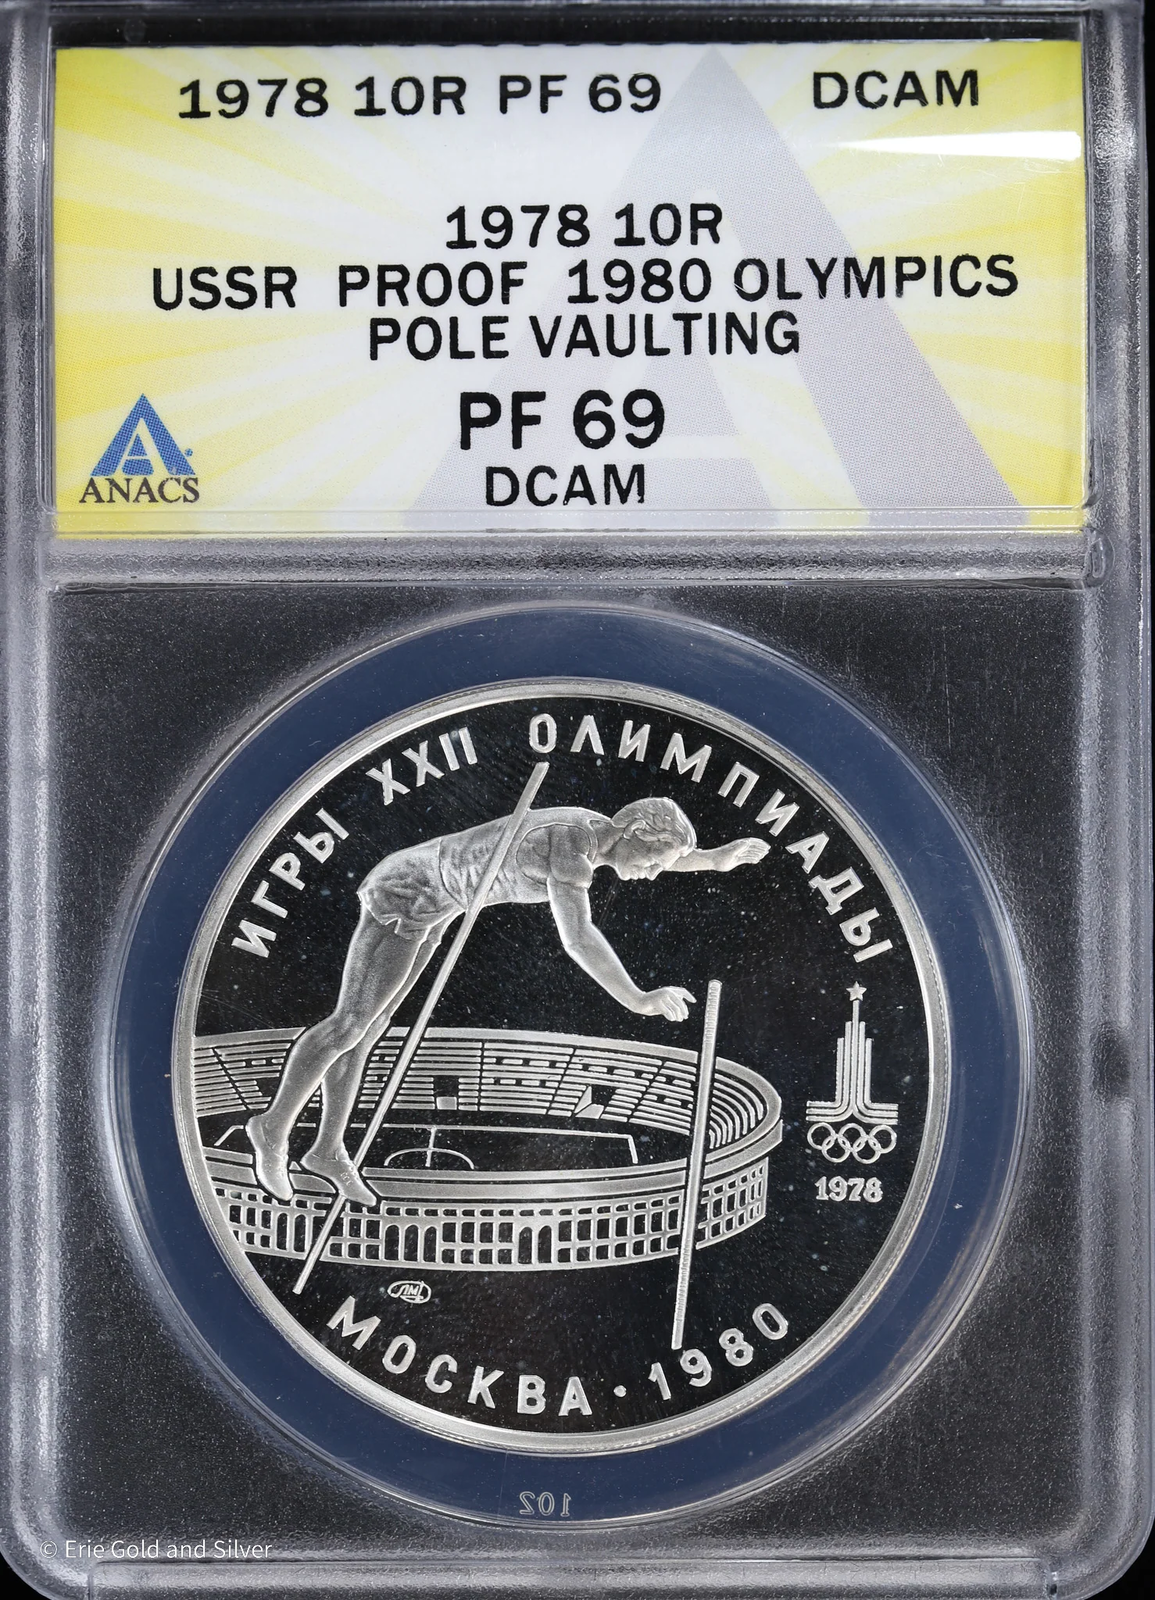 1978 10R PF 69 DCAM
1978 10R
USSR PROOF 1980 OLYMPICS
POLE VAULTING
PF 69
DCAM
ANACS
ИГРЫ XXII ОЛИМПИАДЫ
1978
ЛМД
МОСКВА · 1980
102
© Erie Gold and Silver